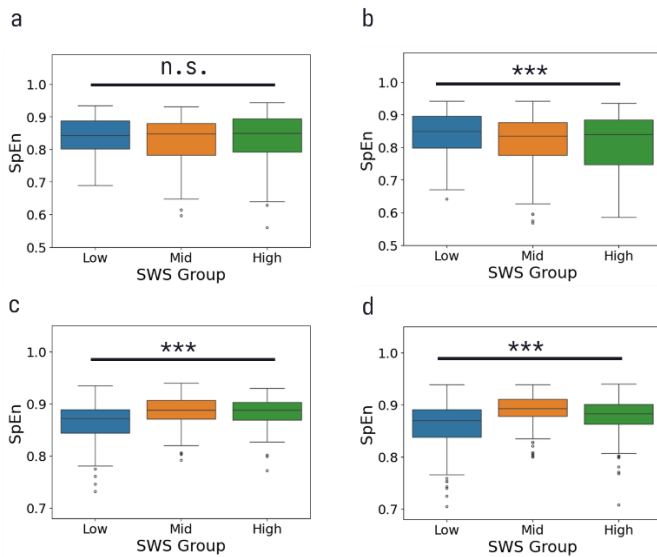 a
n.s.
1.0
0.9
0.8
0.7
0.6
0.5
SpEn
Low Mid High
SWS Group
b
***
1.0
0.9
0.8
0.7
0.6
0.5
SpEn
Low Mid High
SWS Group
c
***
1.0
0.9
0.8
0.7
SpEn
Low Mid High
SWS Group
d
***
1.0
0.9
0.8
0.7
SpEn
Low Mid High
SWS Group